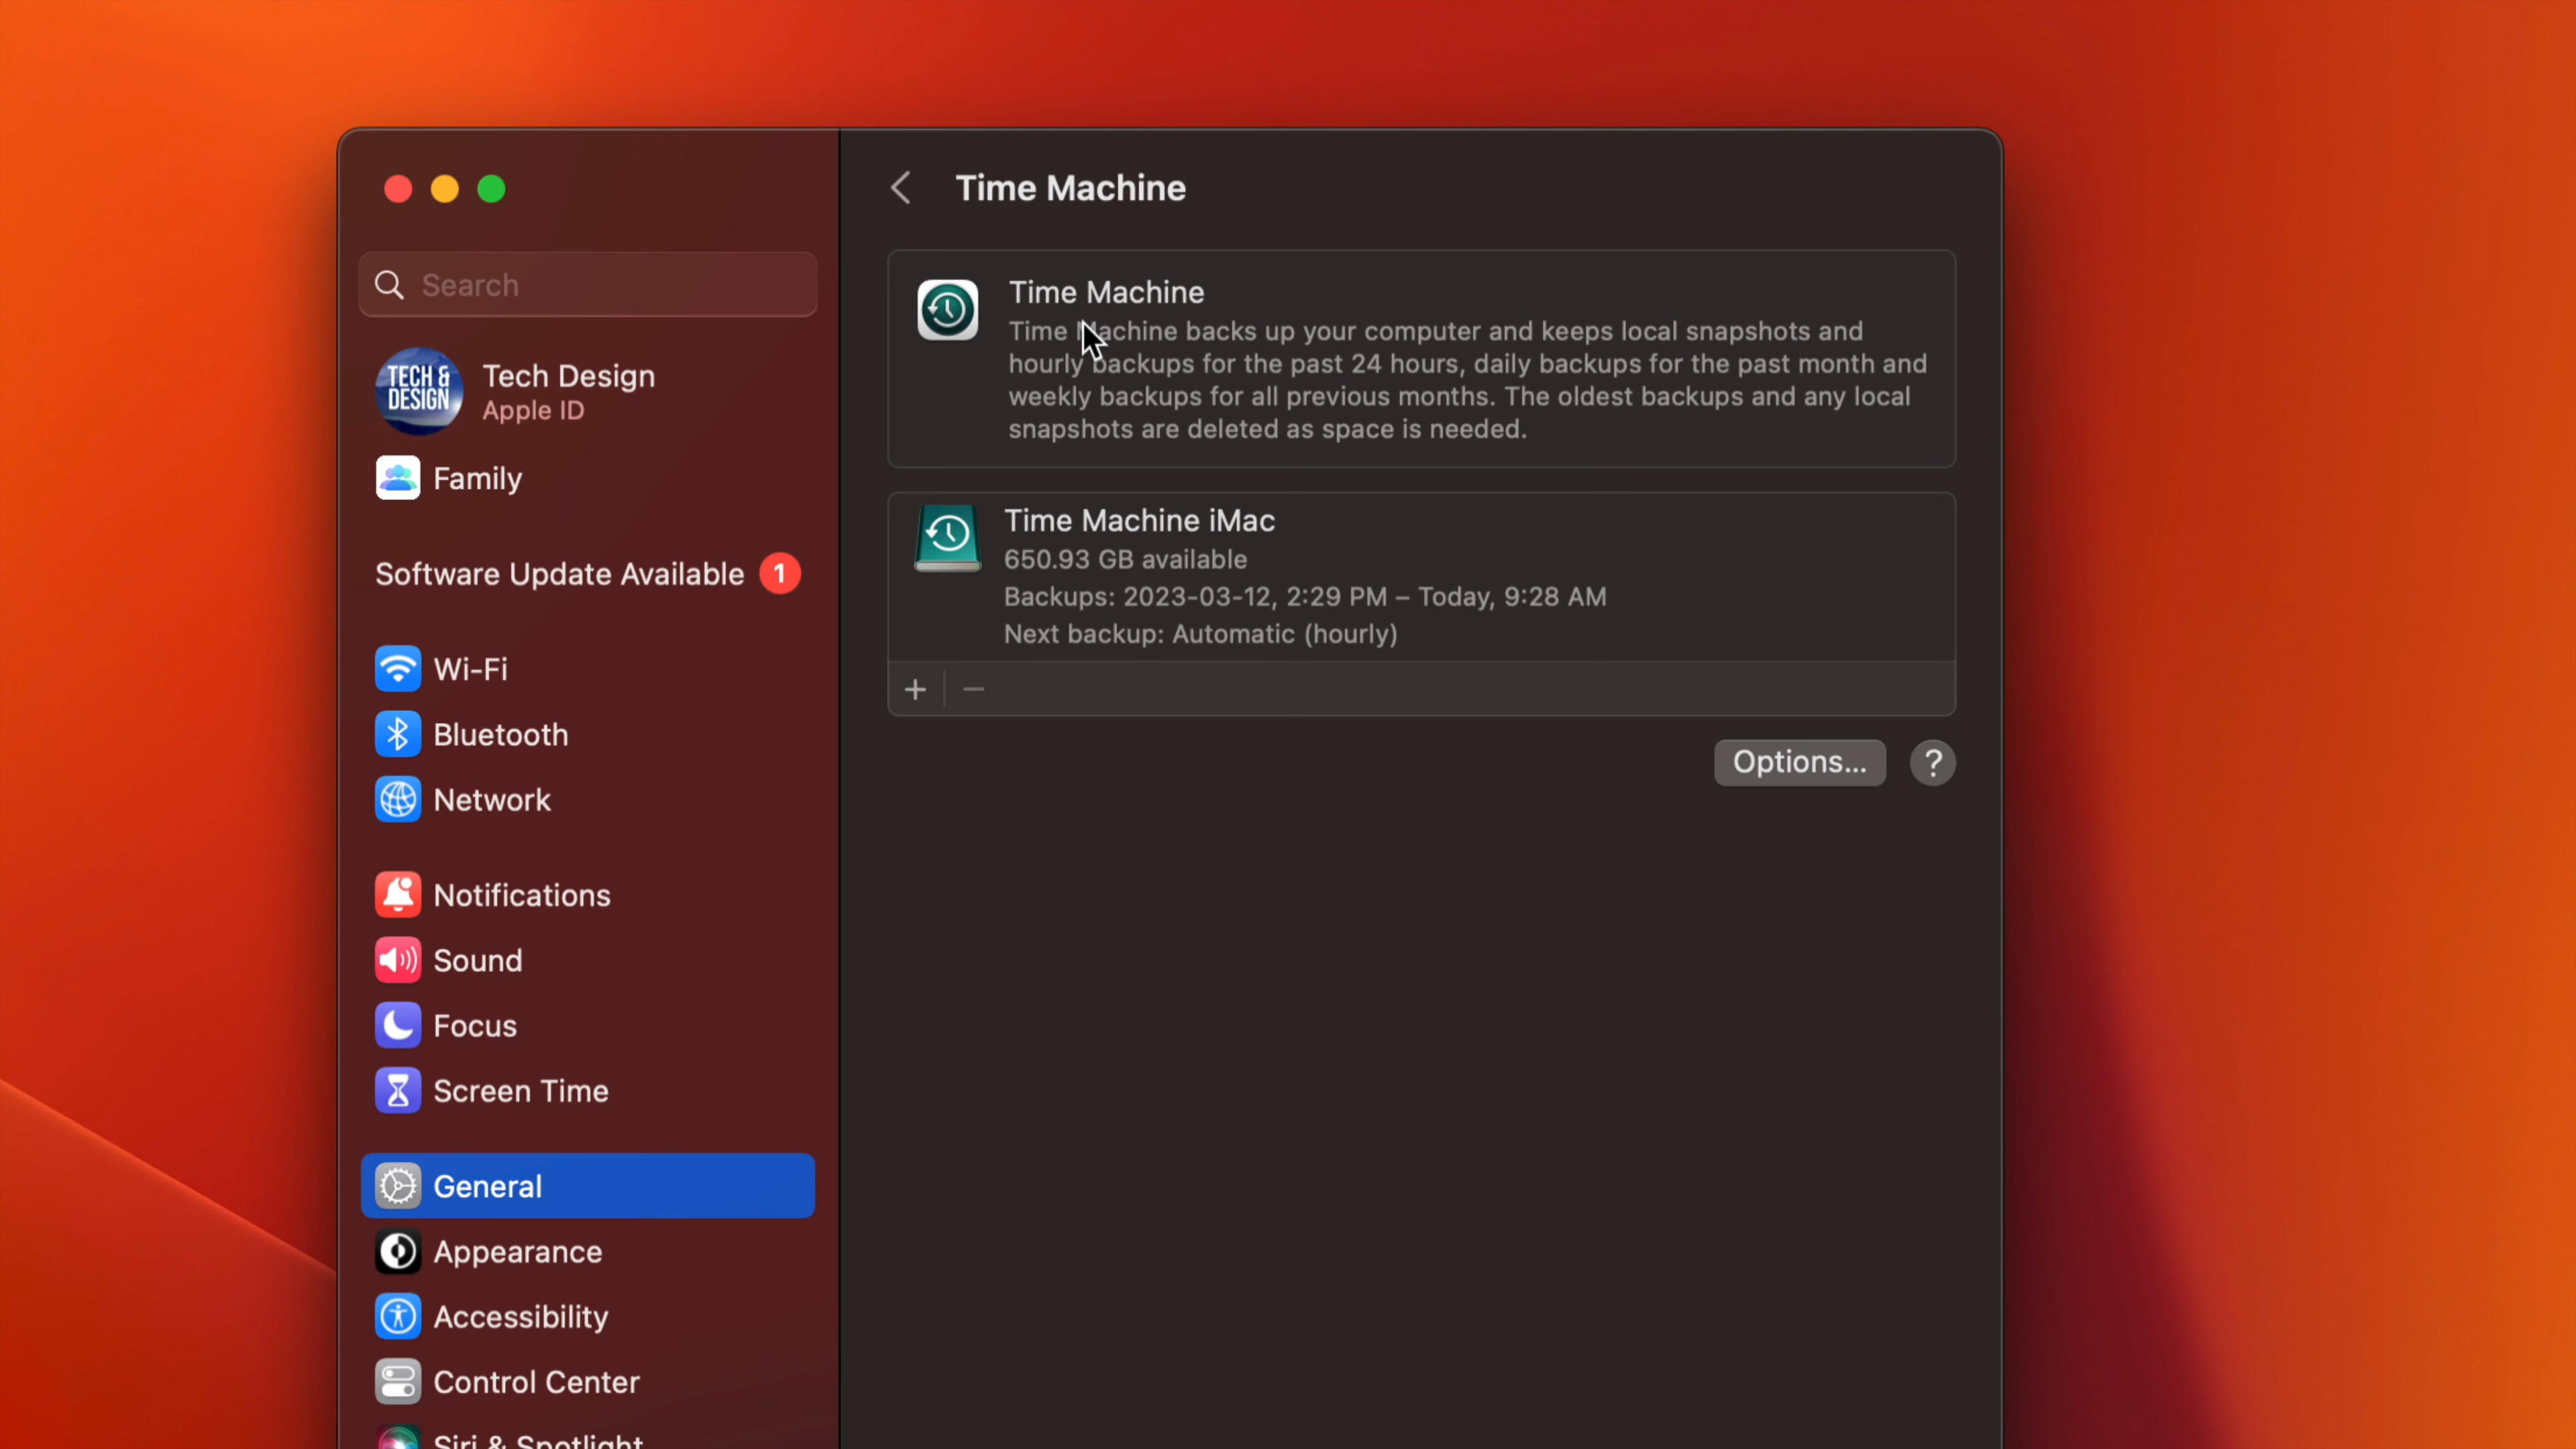 Time Machine
Search
TECH &
DESIGN
Tech Design
Apple ID
Family
Software Update Available 1
Wi-Fi
Bluetooth
Network
Notifications
Sound
Focus
Screen Time
General
Appearance
Accessibility
Control Center
Siri & Spotlight
Time Machine
Time Machine backs up your computer and keeps local snapshots and
hourly backups for the past 24 hours, daily backups for the past month and
weekly backups for all previous months. The oldest backups and any local
snapshots are deleted as space is needed.
Time Machine iMac
650.93 GB available
Backups: 2023-03-12, 2:29 PM – Today, 9:28 AM
Next backup: Automatic (hourly)
+ −
Options... ?